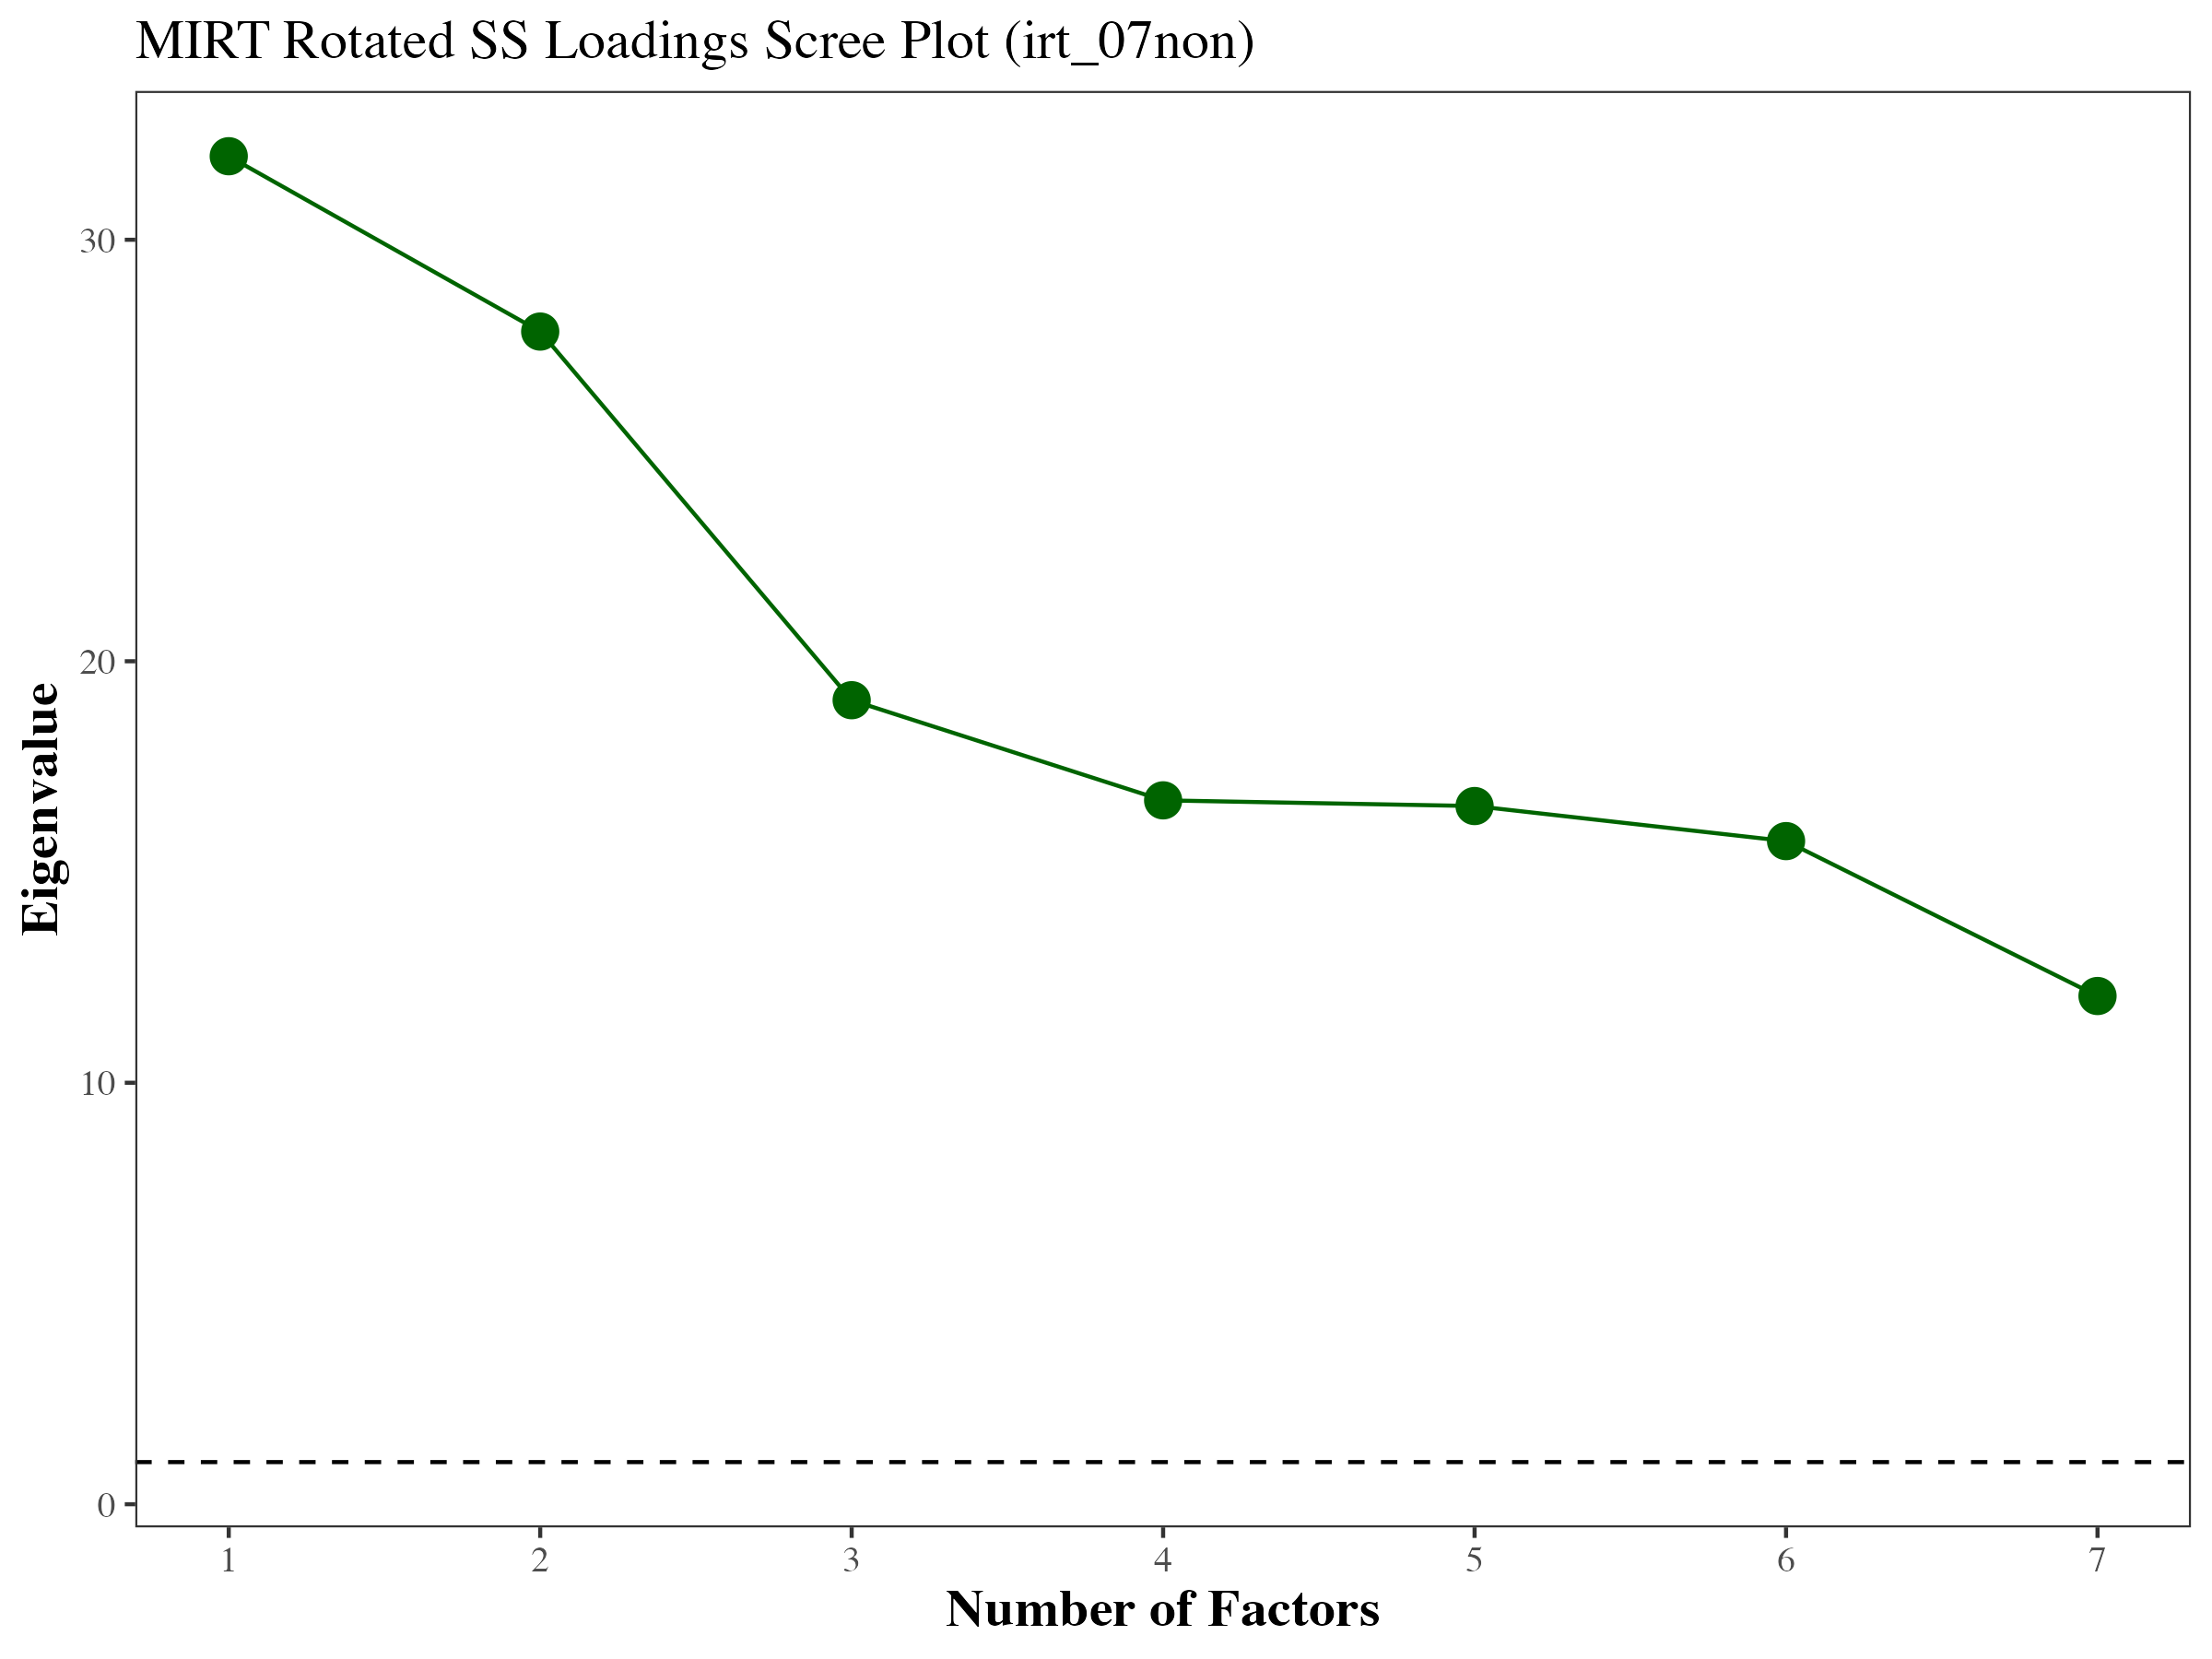 MIRT Rotated SS Loadings Scree Plot (irt_07non)
Eigenvalue
30
20
10
0
1 2 3 4 5 6 7
Number of Factors